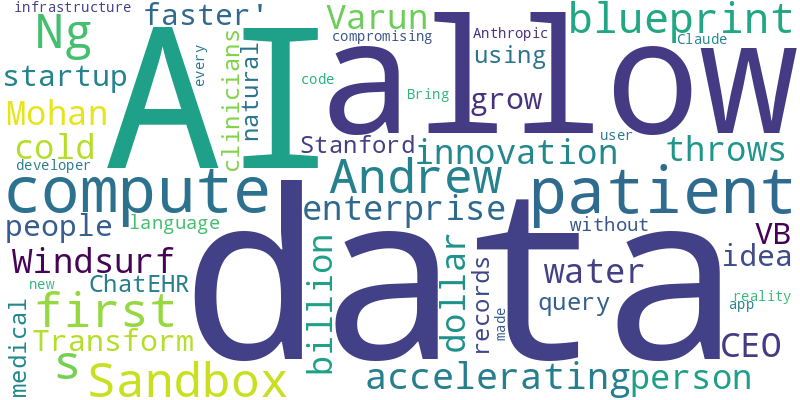 infrastructure
faster'
Ng
startup
Mohan
cold
developer
AI
every
clinicians
natural
code
allow
Varun
compromising
Anthropic
using
Bring
grow
blueprint
Claude
Stanford
innovation
user
throws
compute
Andrew
enterprise
patient
people
language
without
VB
Windsurf
ChatEHR
water
idea
new
first
data
billion
dollar
records
made
query
reality
app
Transform
medical
s
Sandbox
accelerating
person
CEO